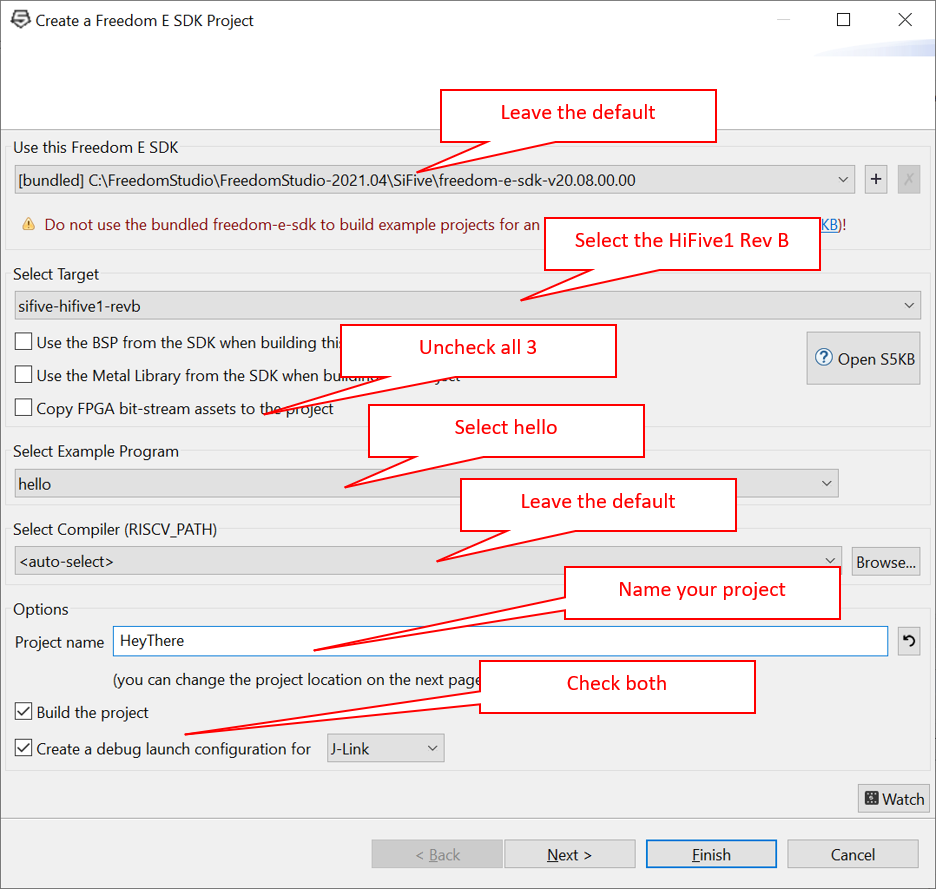 Create a Freedom E SDK Project
Leave the default
Use this Freedom E SDK
[bundled] C:\FreedomStudio\FreedomStudio-2021.04\SiFive\freedom-e-sdk-v20.08.00.00
+
Do not use the bundled freedom-e-sdk to build example projects for an
KB)!
Select the HiFive1 Rev B
Select Target
sifive-hifive1-revb
Use the BSP from the SDK when building
Uncheck all 3
Open S5KB
Use the Metal Library from the SDK when
Copy FPGA bit-stream assets to the project
Select hello
Select Example Program
hello
Leave the default
Select Compiler (RISCV_PATH)
<auto-select>
Browse...
Name your project
Options
Project name
HeyThere
(you can change the project location on the next page
Check both
Build the project
Create a debug launch configuration for
J-Link
Watch
< Back
Next >
Finish
Cancel